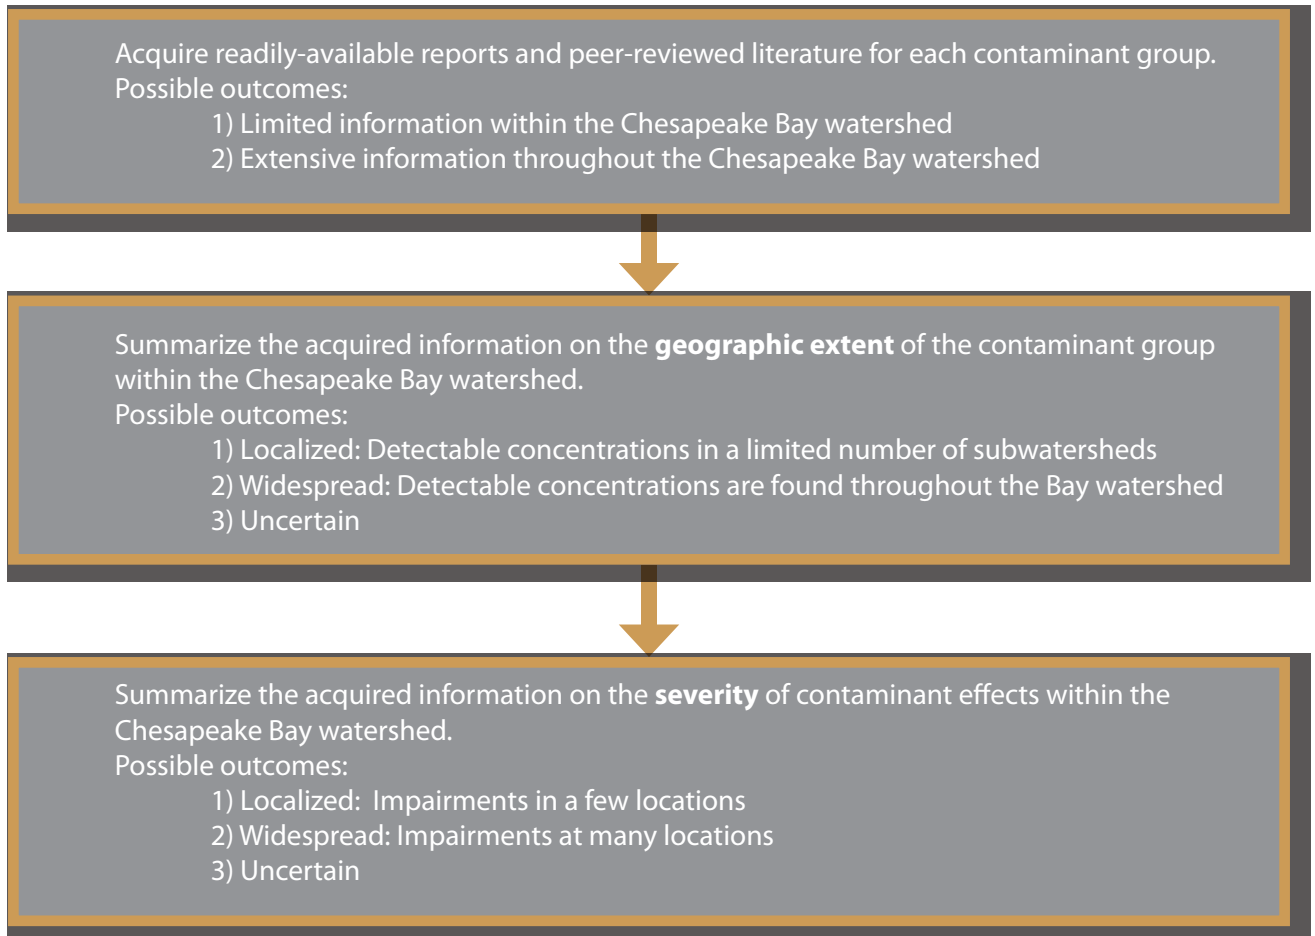 Acquire readily-available reports and peer-reviewed literature for each contaminant group.
Possible outcomes:
1) Limited information within the Chesapeake Bay watershed
2) Extensive information throughout the Chesapeake Bay watershed
Summarize the acquired information on the geographic extent of the contaminant group
within the Chesapeake Bay watershed.
Possible outcomes:
1) Localized: Detectable concentrations in a limited number of subwatersheds
2) Widespread: Detectable concentrations are found throughout the Bay watershed
3) Uncertain
Summarize the acquired information on the severity of contaminant effects within the
Chesapeake Bay watershed.
Possible outcomes:
1) Localized:  Impairments in a few locations
2) Widespread: Impairments at many locations
3) Uncertain